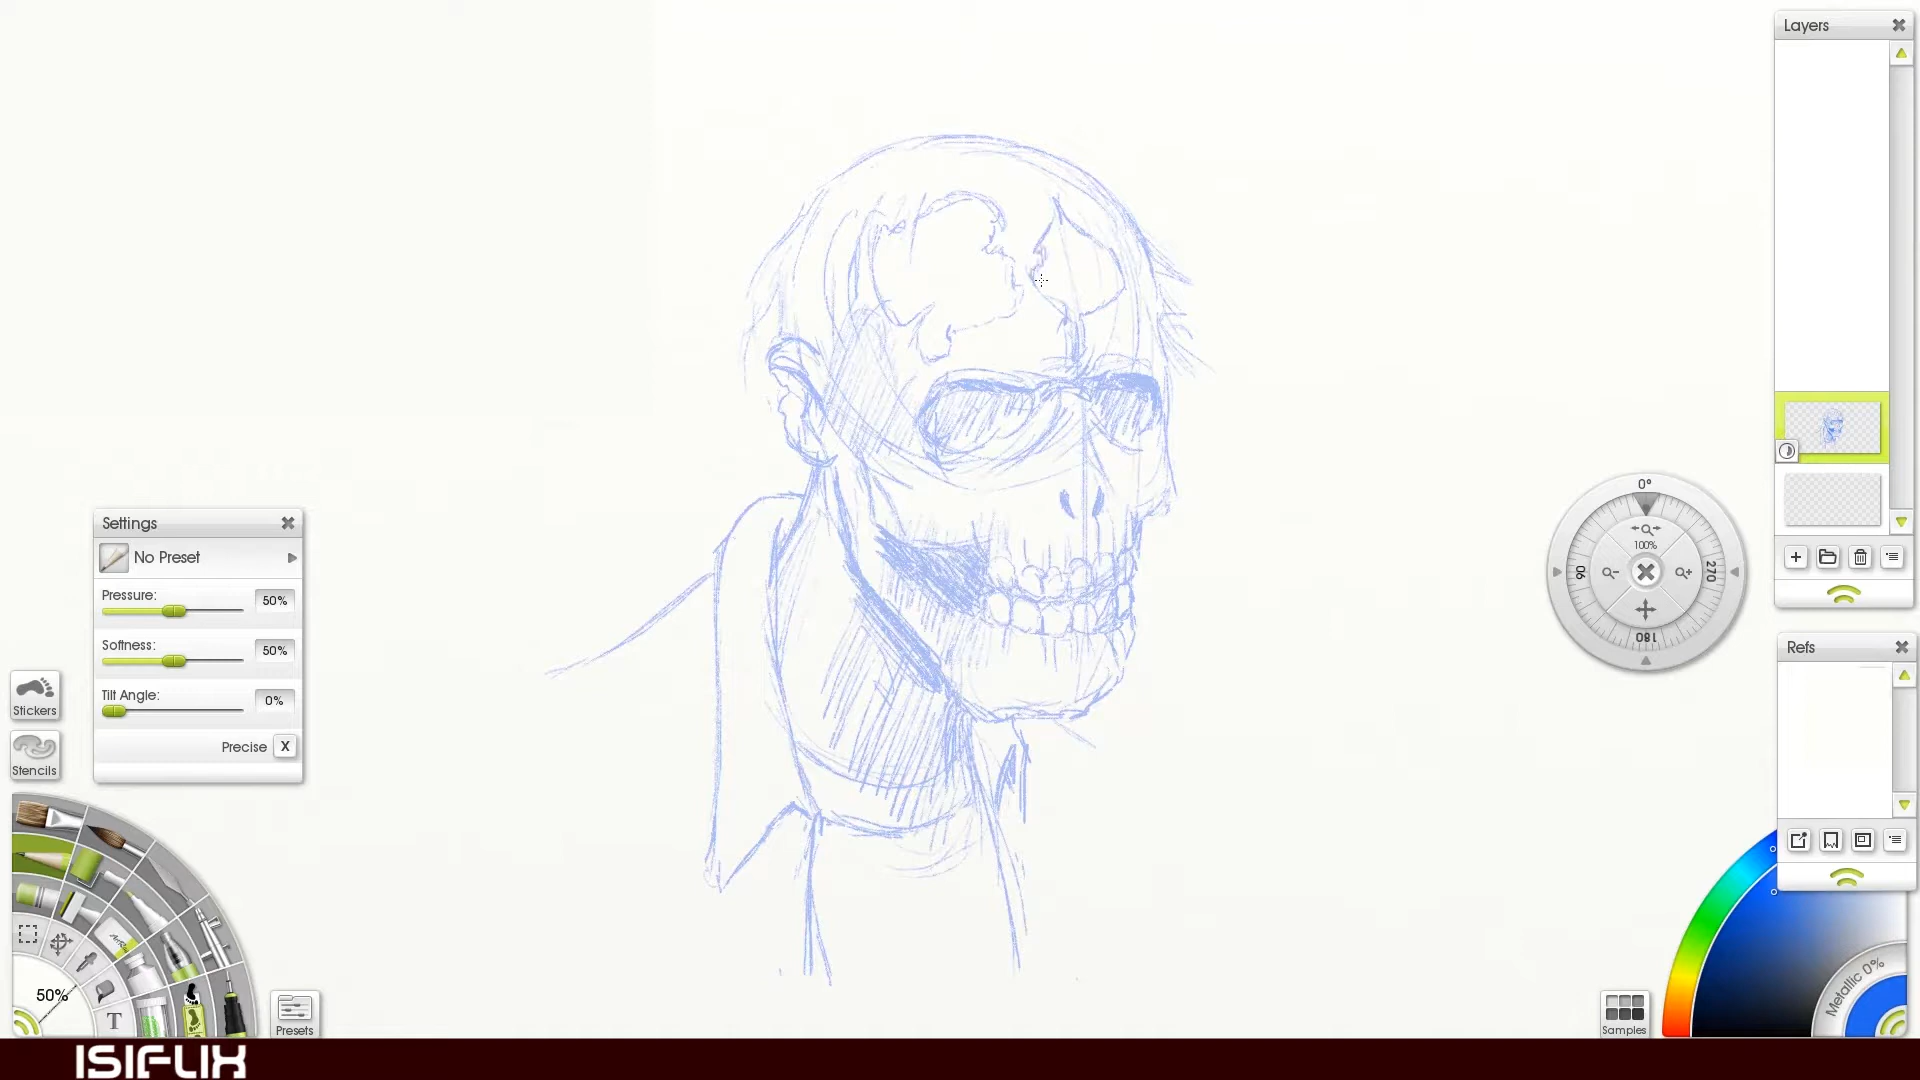 Layers
0°
100%
90
270
180
Settings
No Preset
Pressure:
50%
Softness:
50%
Tilt Angle:
0%
Precise X
Stickers
Stencils
Refs
50%
T
Presets
Metallic 0%
Samples
ISIFLIX